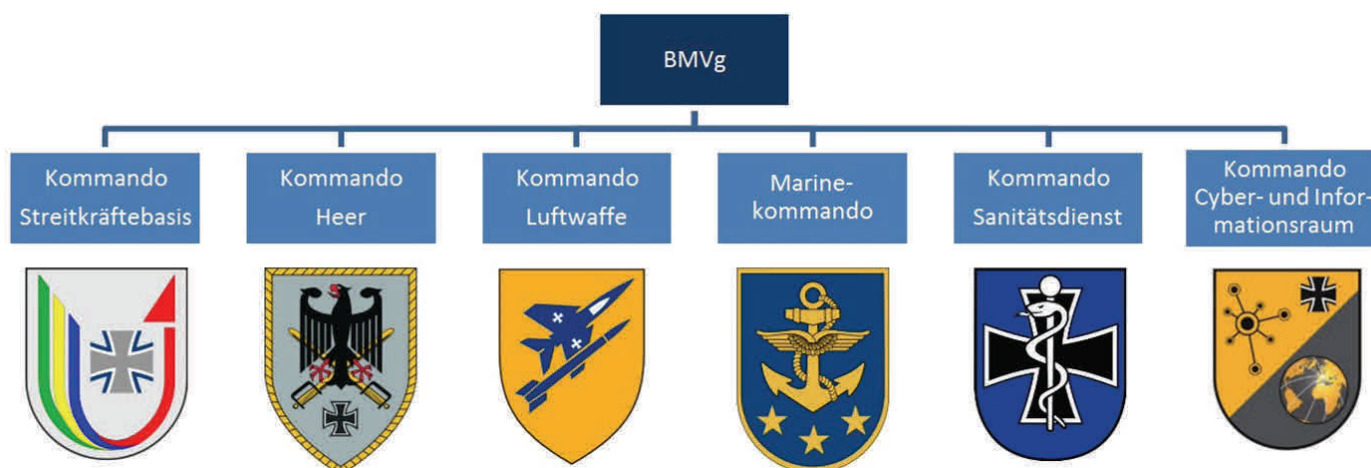 BMVg
Kommando
Streitkräftebasis
Kommando
Heer
Kommando
Luftwaffe
Marine-
kommando
Kommando
Sanitätsdienst
Kommando
Cyber- und Infor-
mationsraum